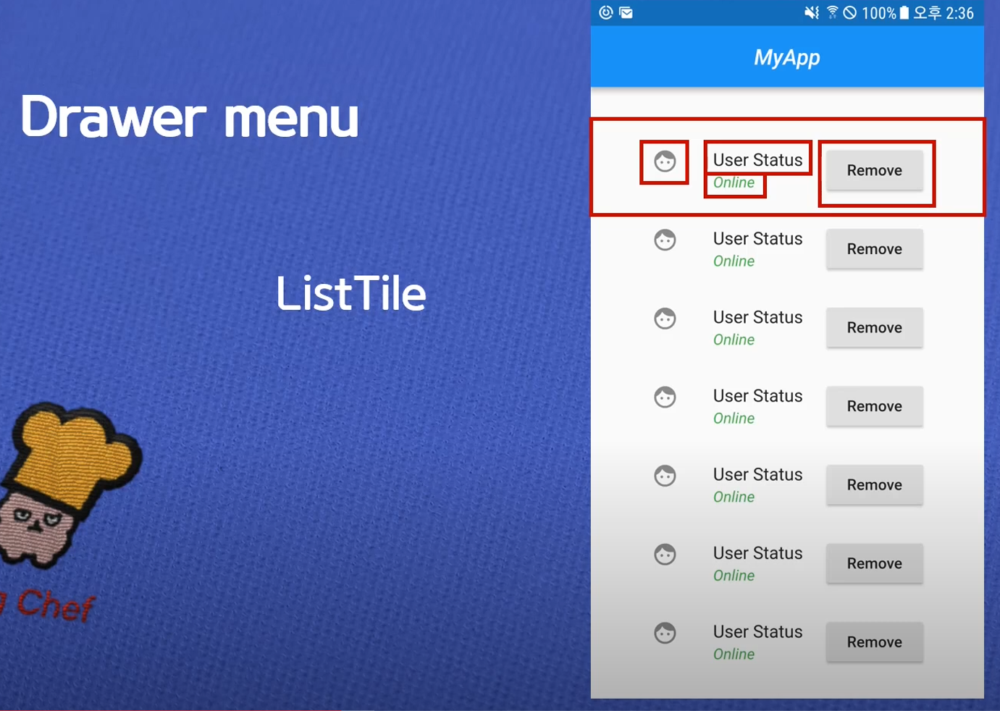 오후 2:36
100%
MyApp
Drawer menu
ListTile
User Status
Online
Remove
User Status
Online
Remove
User Status
Online
Remove
User Status
Online
Remove
User Status
Online
Remove
User Status
Online
Remove
User Status
Online
Remove
Chef